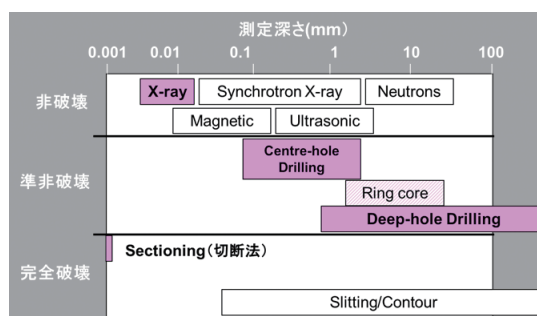 測定深さ(mm)
0.001 0.01 0.1 1 10 100
非破壊
X-ray Synchrotron X-ray Neutrons
Magnetic Ultrasonic
準非破壊
Centre-hole
Drilling
Ring core
Deep-hole Drilling
完全破壊
Sectioning(切断法)
Slitting/Contour